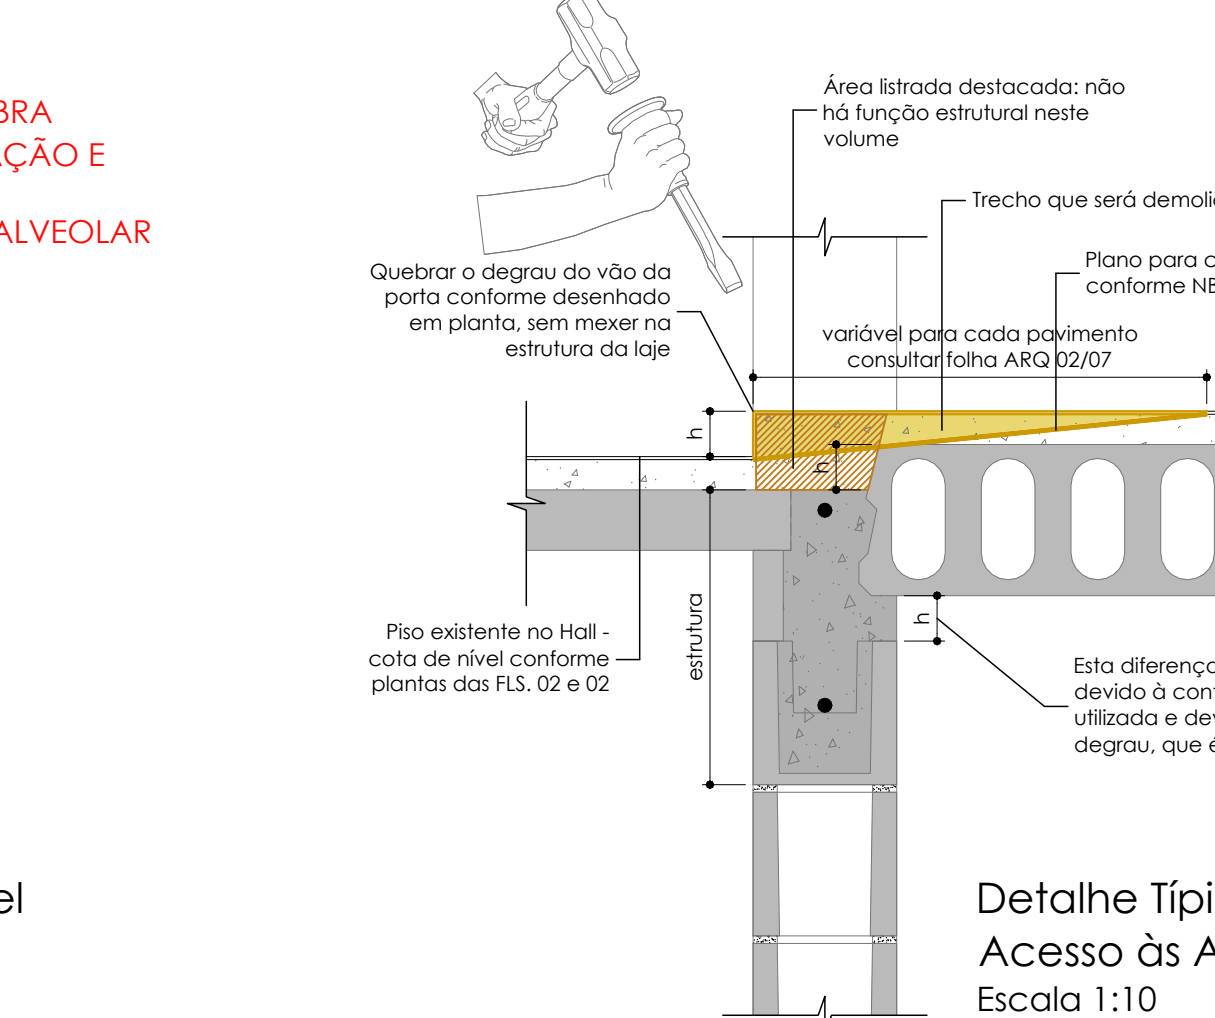 BRA
AÇÃO E
ALVEOLAR
Área listrada destacada: não
há função estrutural neste
volume
Trecho que será demoli
Plano para
conforme
Quebrar o degrau do vão da
porta conforme desenhado
em planta, sem mexer na
estrutura da laje
variável para cada pavimento
consultar folha ARQ 02/07
h
h
estrutura
h
Piso existente no Hall -
cota de nível conforme
plantas das FLS. 02 e 02
Esta diferença
devido à con
utilizada e de
degrau, que é
el
Detalhe Típi
Acesso às A
Escala 1:10